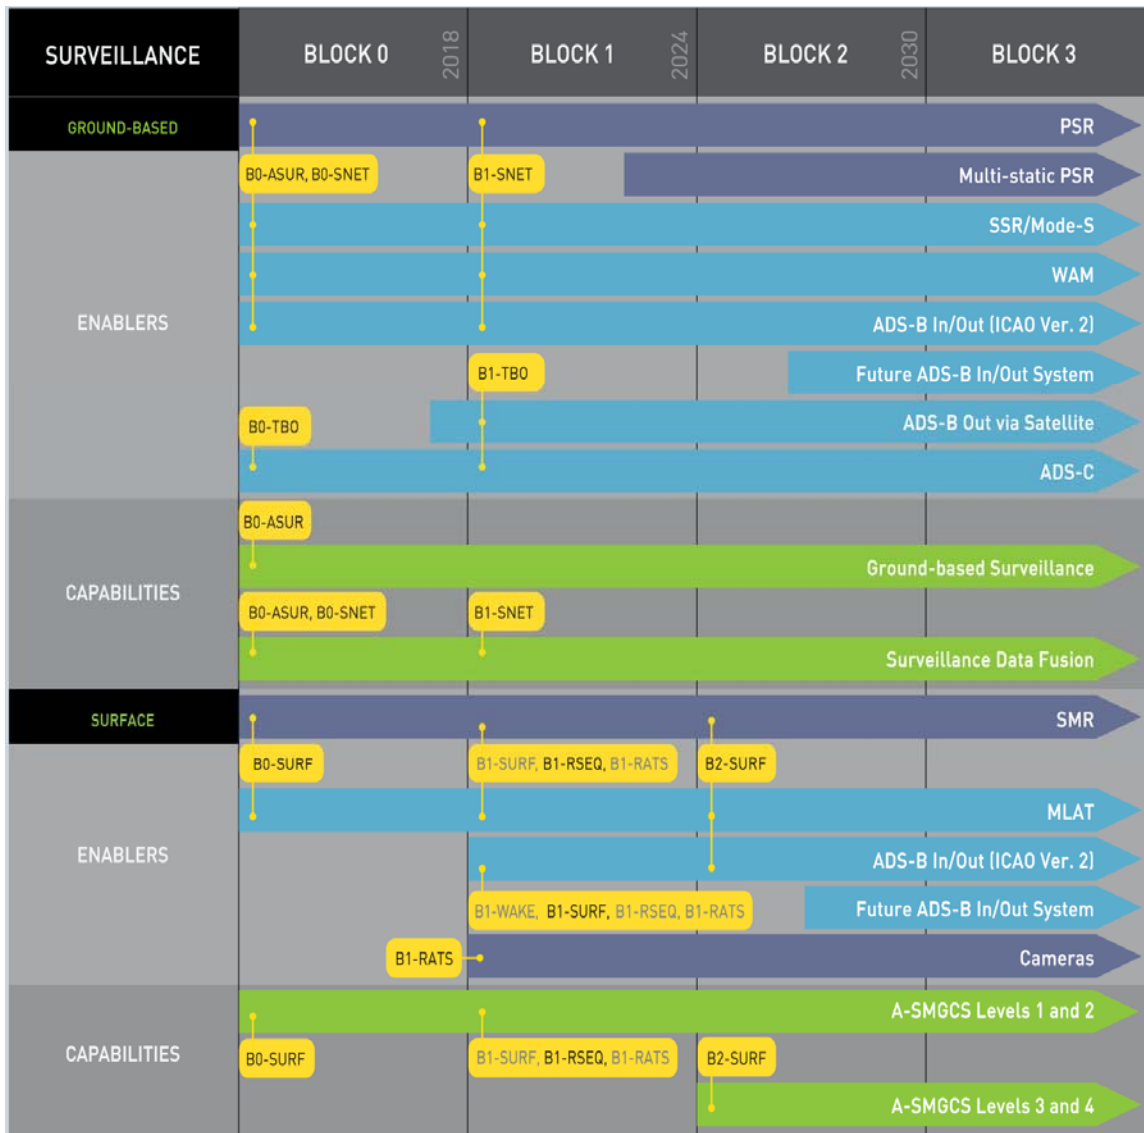 SURVEILLANCE
BLOCK 0
2018
BLOCK 1
2024
BLOCK 2
2030
BLOCK 3
GROUND-BASED
PSR
B0-ASUR, B0-SNET
B1-SNET
Multi-static PSR
SSR/Mode-S
WAM
ENABLERS
ADS-B In/Out (ICAO Ver. 2)
B1-TBO
Future ADS-B In/Out System
B0-TBO
ADS-B Out via Satellite
ADS-C
B0-ASUR
Ground-based Surveillance
CAPABILITIES
B0-ASUR, B0-SNET
B1-SNET
Surveillance Data Fusion
SURFACE
SMR
B0-SURF
B1-SURF, B1-RSEQ, B1-RATS
B2-SURF
MLAT
ENABLERS
ADS-B In/Out (ICAO Ver. 2)
B1-WAKE, B1-SURF, B1-RSEQ, B1-RATS
Future ADS-B In/Out System
B1-RATS
Cameras
A-SMGCS Levels 1 and 2
CAPABILITIES
B0-SURF
B1-SURF, B1-RSEQ, B1-RATS
B2-SURF
A-SMGCS Levels 3 and 4